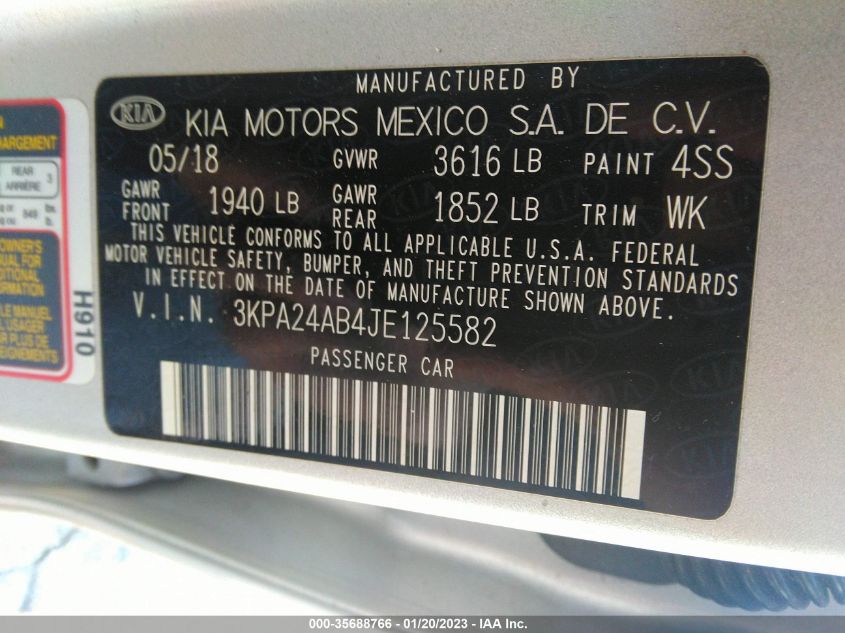 MANUFACTURED BY
KIA
KIA MOTORS MEXICO S.A. DE C.V.
05/18 GVWR 3616 LB PAINT 4SS
GAWR FRONT 1940 LB GAWR REAR 1852 LB TRIM WK
THIS VEHICLE CONFORMS TO ALL APPLICABLE U.S.A. FEDERAL
MOTOR VEHICLE SAFETY, BUMPER, AND THEFT PREVENTION STANDARDS
IN EFFECT ON THE DATE OF MANUFACTURE SHOWN ABOVE.
V.I.N. 3KPA24AB4JE125582
PASSENGER CAR
REAR 3
ARRIÈRE
H910
000-35688766 - 01/20/2023 - IAA Inc.